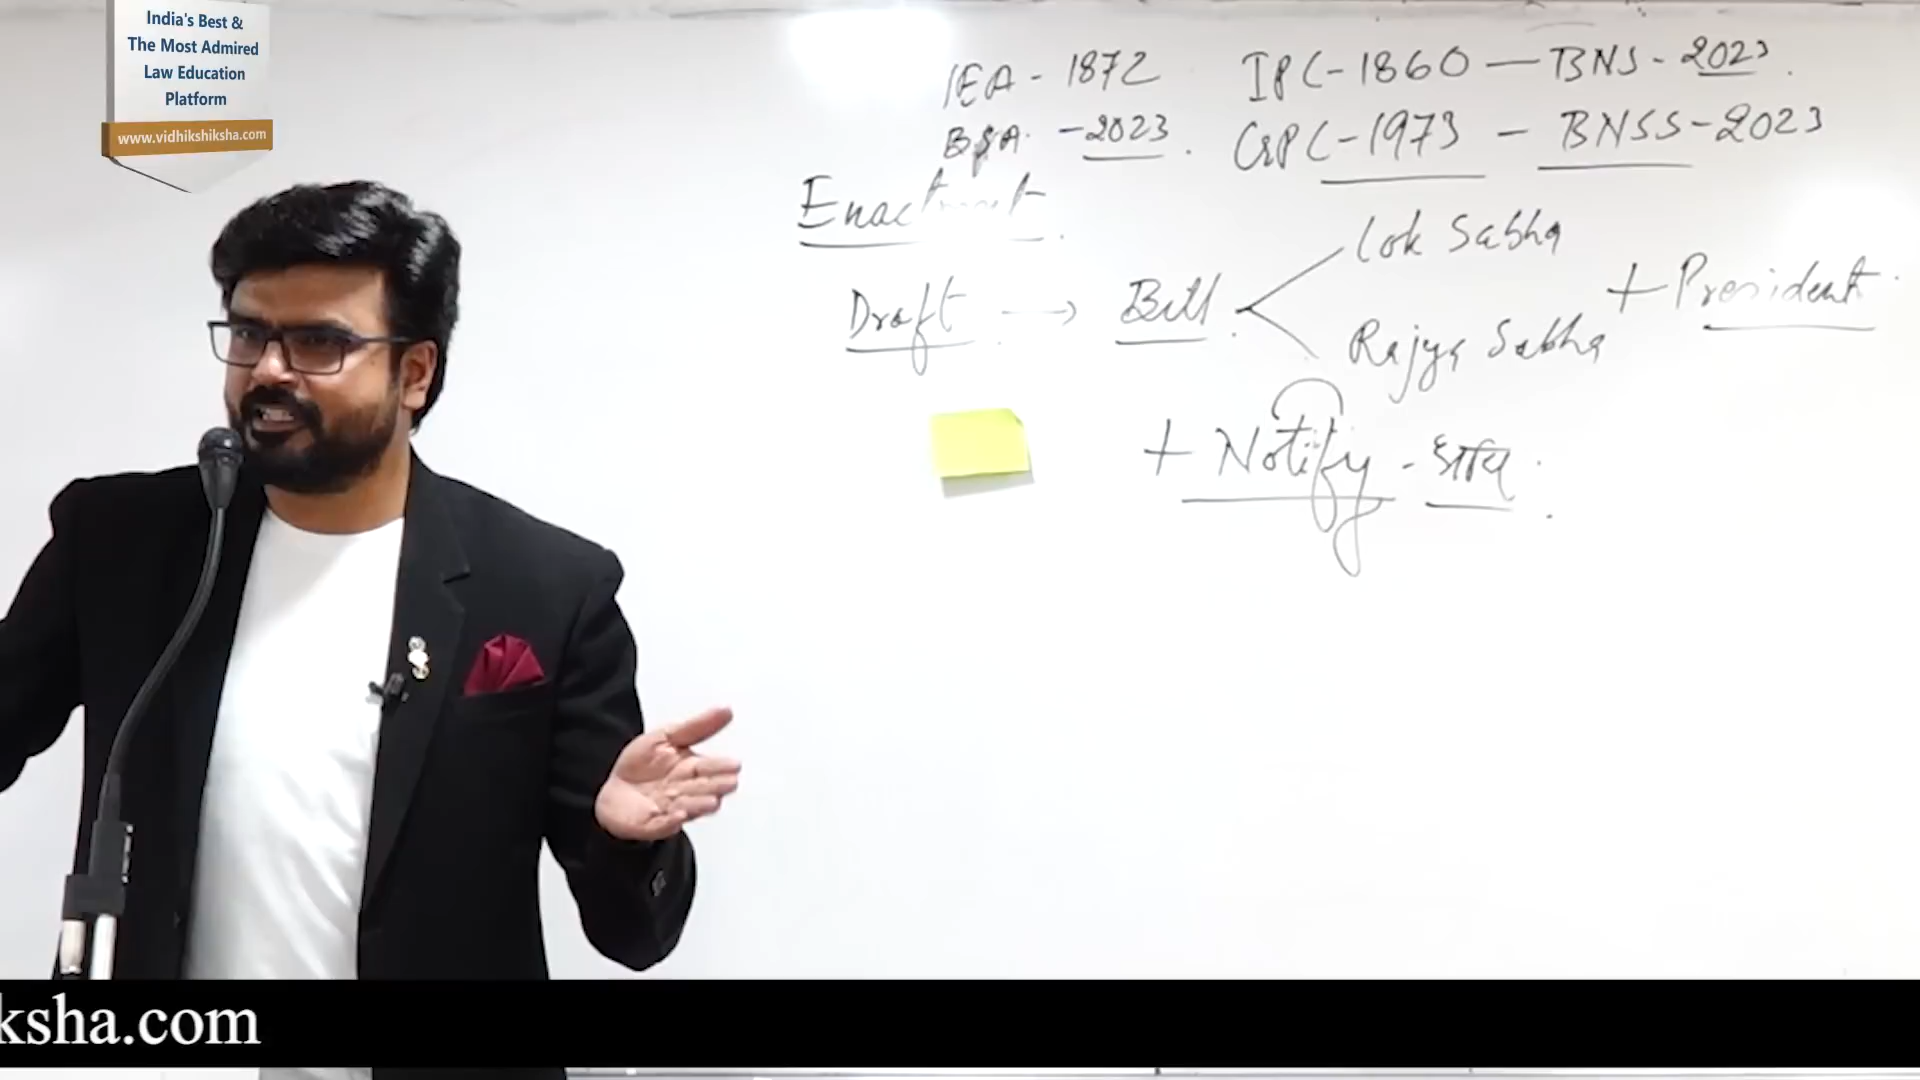 India's Best &
The Most Admired
Law Education
Platform
www.vidhikshiksha.com
IEA - 1872 IPC - 1860 — BNS - 2023
BSA - 2023 CrPC - 1973 - BNSS - 2023
Enactment
Draft → Bill Lok Sabha
Rajya Sabha + President
+ Notify -
ksha.com